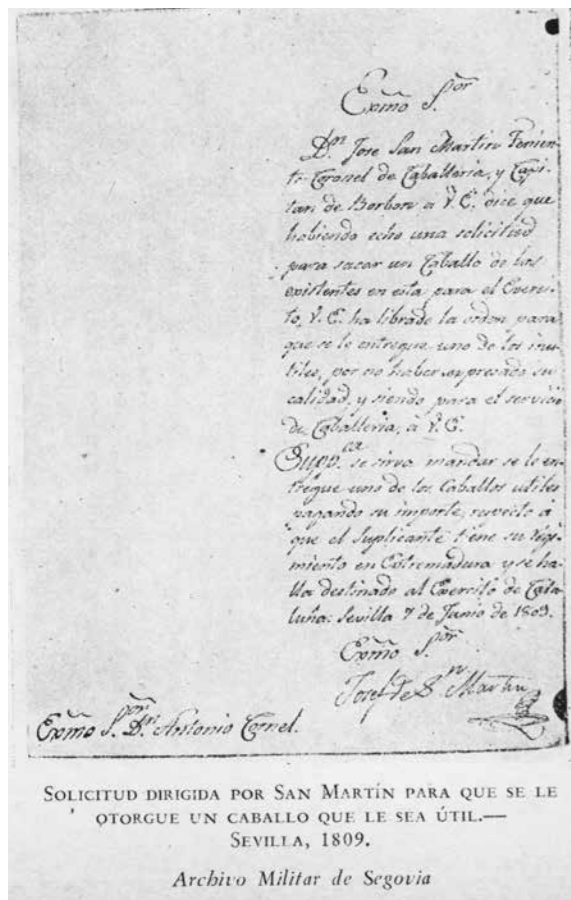 Exmo S.or
Dn Jose San Martin Tenien-
te Coronel de Caballeria, y Capi-
tan de Borbon à V.E. dice que
habiendo echo una solicitud
para sacar un Caballo de los
existentes en esta para el Exerci-
to, V.E. ha librado la orden para
que se le entregue uno de los inu-
tiles, por no haber expresado su
calidad, y siendo para el servicio
de Caballeria, à V.E.
Supp.ca se sirva mandar se le en-
tregue uno de los Caballos utiles
pagando su importe, respecto à
que el Suplicante tiene su Regi-
miento en Extremadura y se ha-
lla destinado al Exercito de Cata-
luña: Sevilla 7 de Junio de 1809.
Exmo S.or
Josef de Sn Martin
Exmo S.or Dn Antonio Cornel.
SOLICITUD DIRIGIDA POR SAN MARTÍN PARA QUE SE LE
OTORGUE UN CABALLO QUE LE SEA ÚTIL.—
SEVILLA, 1809.
Archivo Militar de Segovia